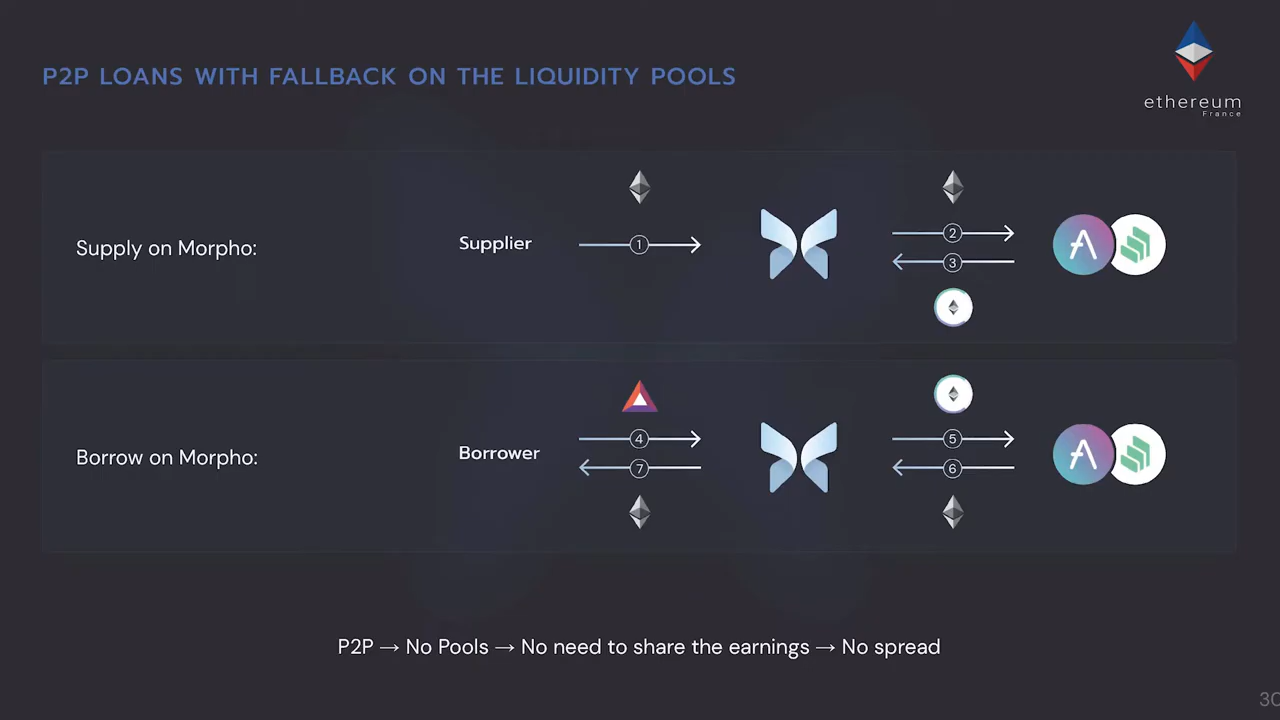 P2P LOANS WITH FALLBACK ON THE LIQUIDITY POOLS
ethereum
France
Supply on Morpho:
Supplier
1
2
3
Borrow on Morpho:
Borrower
4
7
5
6
P2P → No Pools → No need to share the earnings → No spread
30